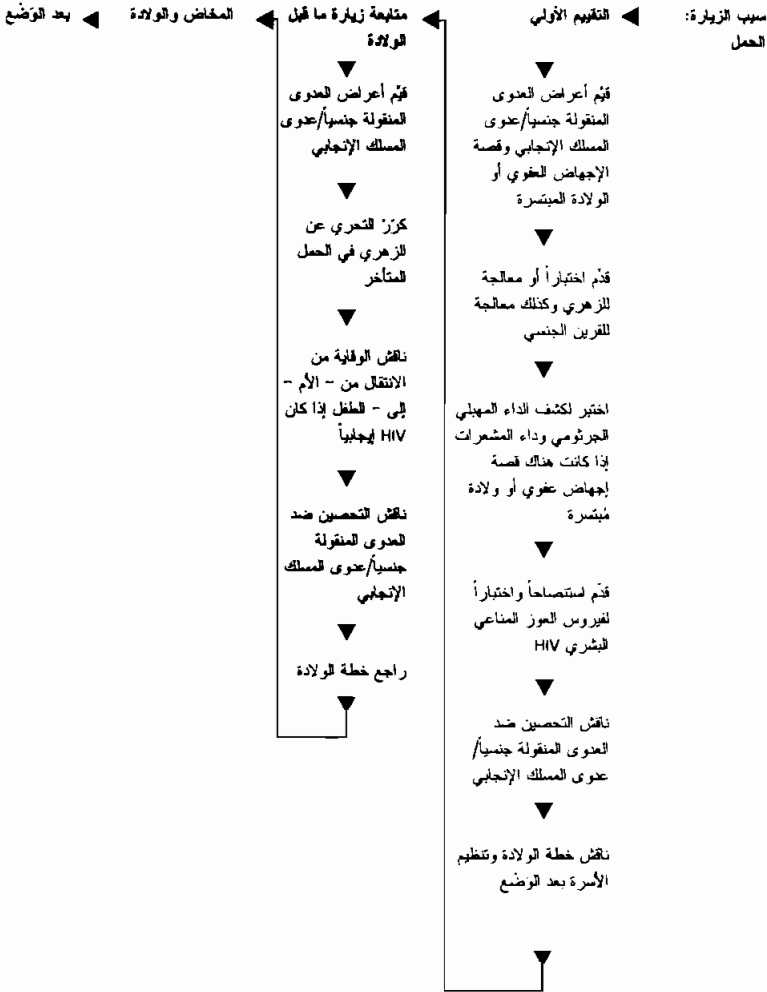 سبب الزيارة:
الحمل
التقييم الأولي
قيّم أعراض العدوى
المنقولة جنسياً/عدوى
المسلك الإنجابي وقصة
الإجهاض العفوي أو
الولادة المبتسرة
قدّم اختباراً أو معالجة
للزهري وكذلك معالجة
للقرين الجنسي
اختبر لكشف الداء المهبلي
الجرثومي وداء المشعرات
إذا كانت هناك قصة
إجهاض عفوي أو ولادة
مُبتسرة
قدّم استنصاحاً واختباراً
لفيروس العوز المناعي
البشري HIV
ناقش التحصين ضد
العدوى المنقولة جنسياً/
عدوى المسلك الإنجابي
ناقش خطة الولادة وتنظيم
الأسرة بعد الوَضْع
متابعة زيارة ما قبل
الولادة
قيّم أعراض العدوى
المنقولة جنسياً/عدوى
المسلك الإنجابي
كرّرْ التحري عن
الزهري في الحمل
المتأخر
ناقش الوقاية من
الانتقال من - الأم -
إلى - الطفل إذا كان
HIV إيجابياً
ناقش التحصين ضد
العدوى المنقولة
جنسياً/عدوى المسلك
الإنجابي
راجع خطة الولادة
المخاض والولادة
بعد الوَضْع